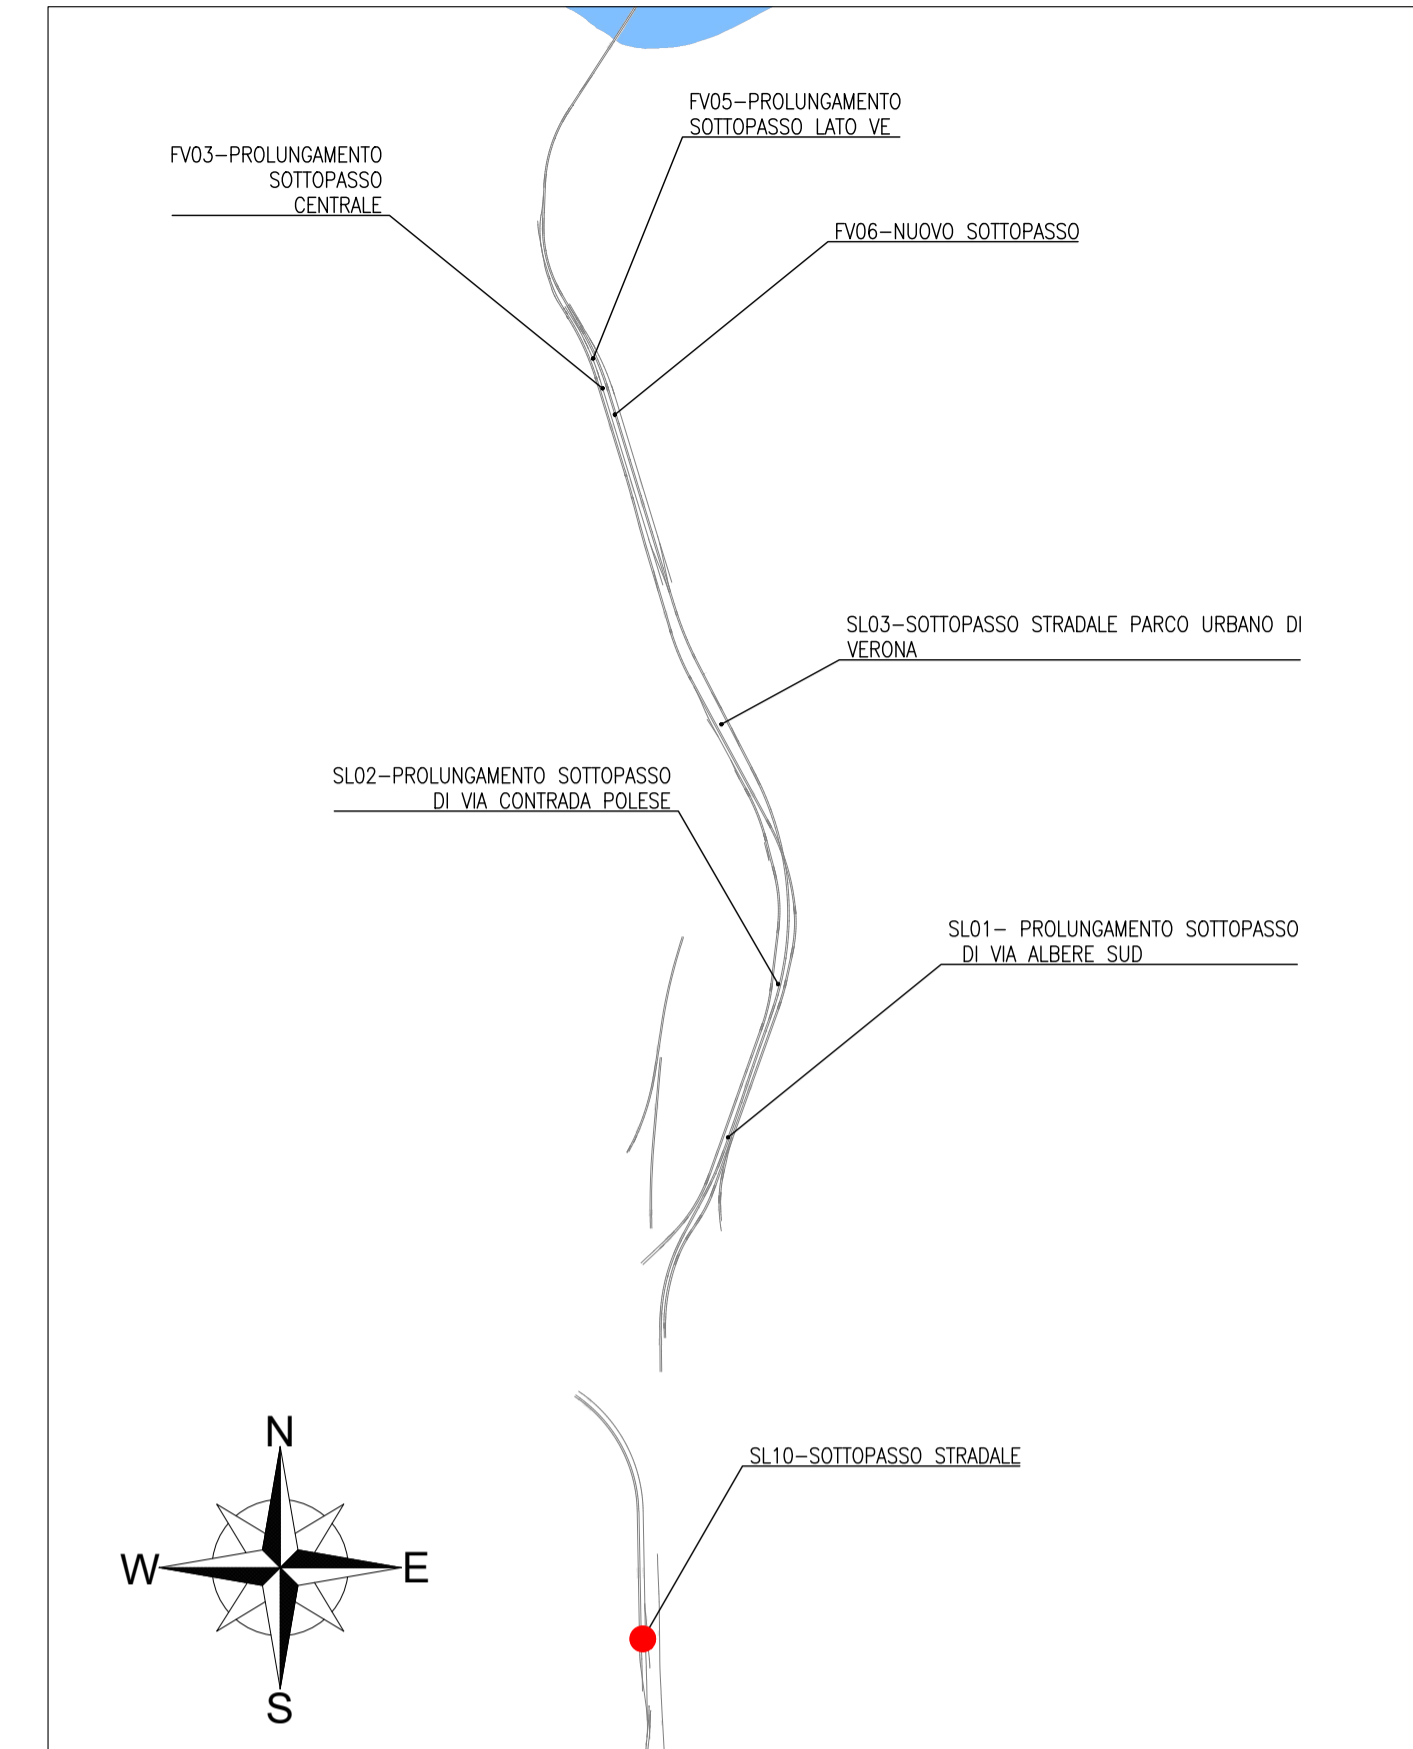 FV05-PROLUNGAMENTO
SOTTOPASSO LATO VE
FV03-PROLUNGAMENTO
SOTTOPASSO
CENTRALE
FV06-NUOVO SOTTOPASSO
SL03-SOTTOPASSO STRADALE PARCO URBANO DI
VERONA
SL02-PROLUNGAMENTO SOTTOPASSO
DI VIA CONTRADA POLESE
SL01- PROLUNGAMENTO SOTTOPASSO
DI VIA ALBERE SUD
SL10-SOTTOPASSO STRADALE
N
W
E
S